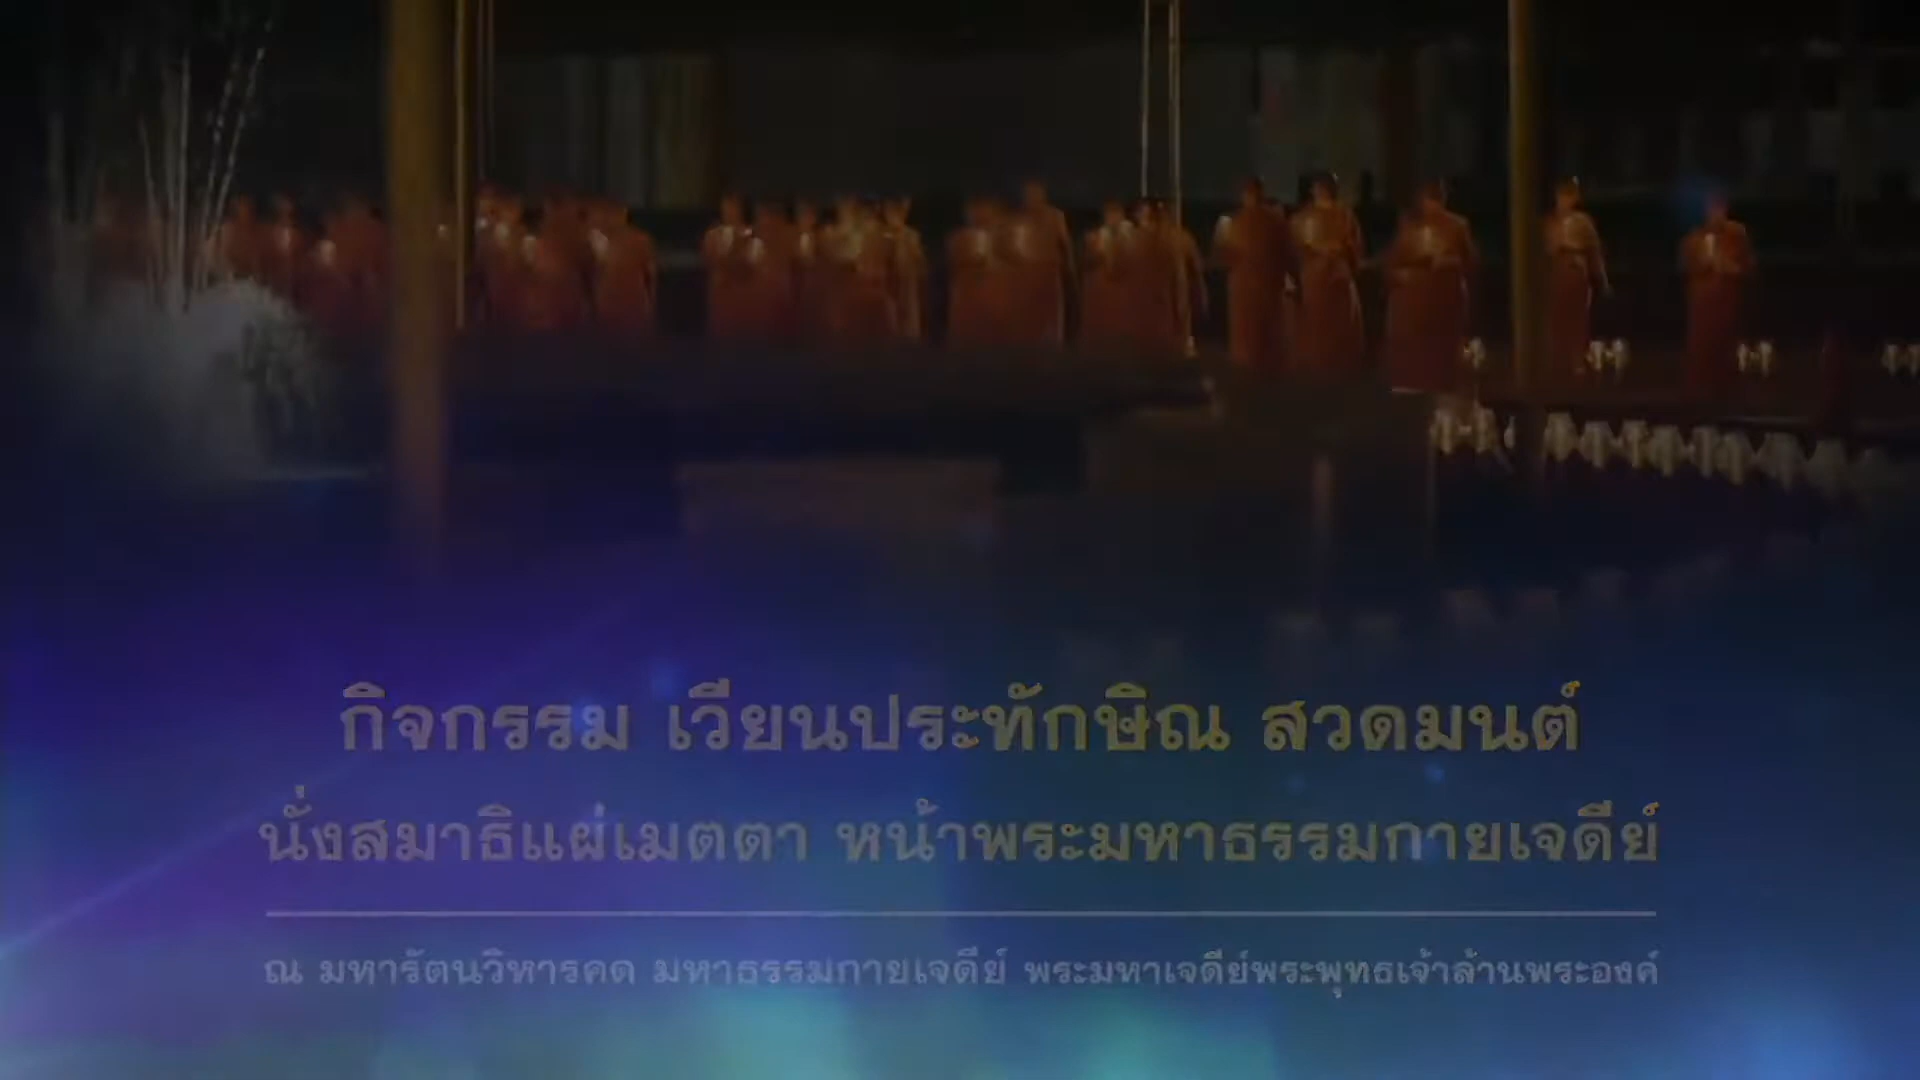 กิจกรรม เวียนประทักษิณ สวดมนต์
นั่งสมาธิแผ่เมตตา หน้าพระมหาธรรมกายเจดีย์
ณ มหารัตนวิหารคด มหาธรรมกายเจดีย์ พระมหาเจดีย์พระพุทธเจ้าล้านพระองค์